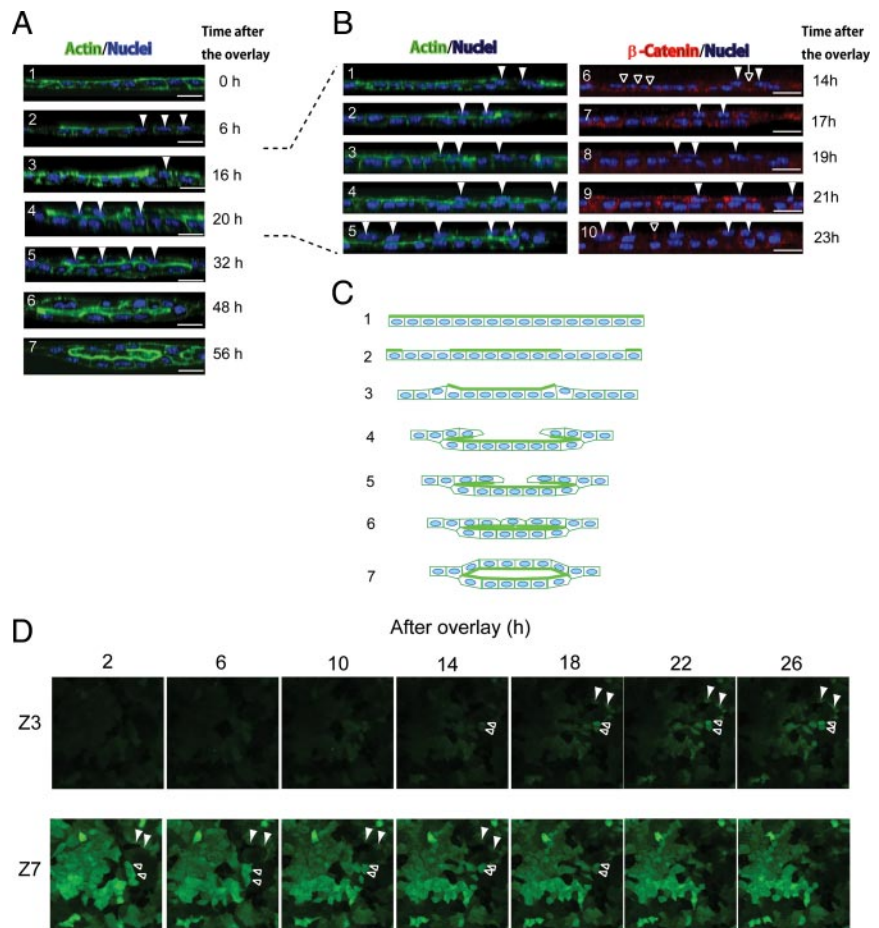 A
Actin/Nuclel
Time after
the overlay
1
0 h
2
6 h
3
16 h
4
20 h
5
32 h
6
48 h
7
56 h
B
Actin/Nuclel
β-Catenin/Nuclel
Time after
the overlay
1
6
14h
2
7
17h
3
8
19h
4
9
21h
5
10
23h
C
1
2
3
4
5
6
7
D
After overlay (h)
2 6 10 14 18 22 26
Z3
Z7